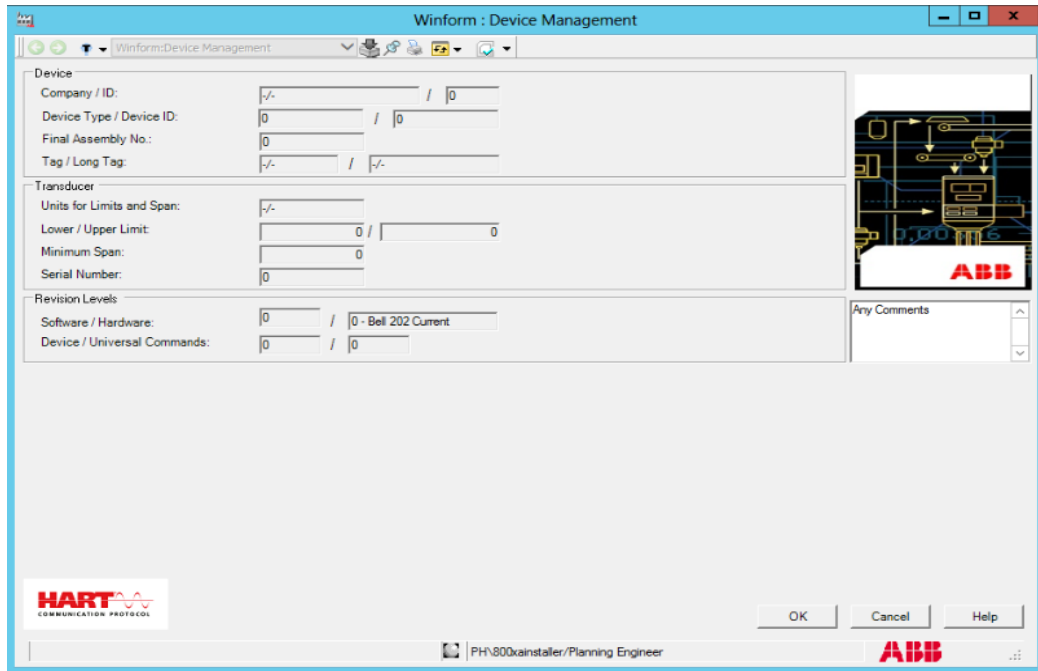 Winform : Device Management
Winform:Device Management
Device
Company / ID: -/- / 0
Device Type / Device ID: 0 / 0
Final Assembly No.: 0
Tag / Long Tag: -/- / -/-
Transducer
Units for Limits and Span: -/-
Lower / Upper Limit: 0 / 0
Minimum Span: 0
Serial Number: 0
ABB
Revision Levels
Software / Hardware: 0 / 0 - Bell 202 Current
Device / Universal Commands: 0 / 0
Any Comments
HART
COMMUNICATION PROTOCOL
OK Cancel Help
PH\800xainstaller/Planning Engineer
ABB